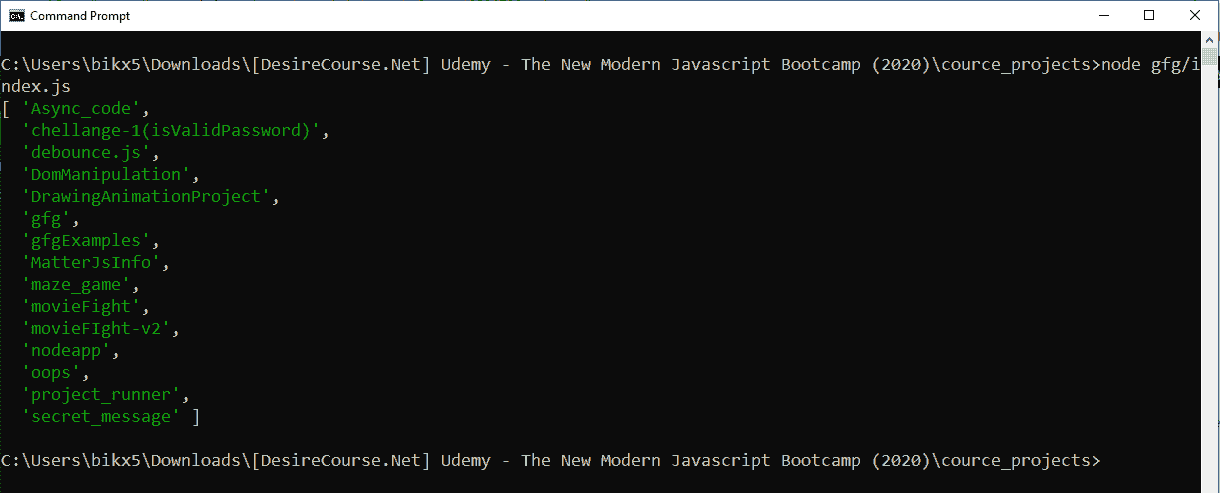 Command Prompt
C:\Users\bikx5\Downloads\[DesireCourse.Net] Udemy - The New Modern Javascript Bootcamp (2020)\cource_projects>node gfg/i
ndex.js
[ 'Async_code',
'chellange-1(isValidPassword)',
'debounce.js',
'DomManipulation',
'DrawingAnimationProject',
'gfg',
'gfgExamples',
'MatterJsInfo',
'maze_game',
'movieFight',
'movieFIght-v2',
'nodeapp',
'oops',
'project_runner',
'secret_message' ]
C:\Users\bikx5\Downloads\[DesireCourse.Net] Udemy - The New Modern Javascript Bootcamp (2020)\cource_projects>